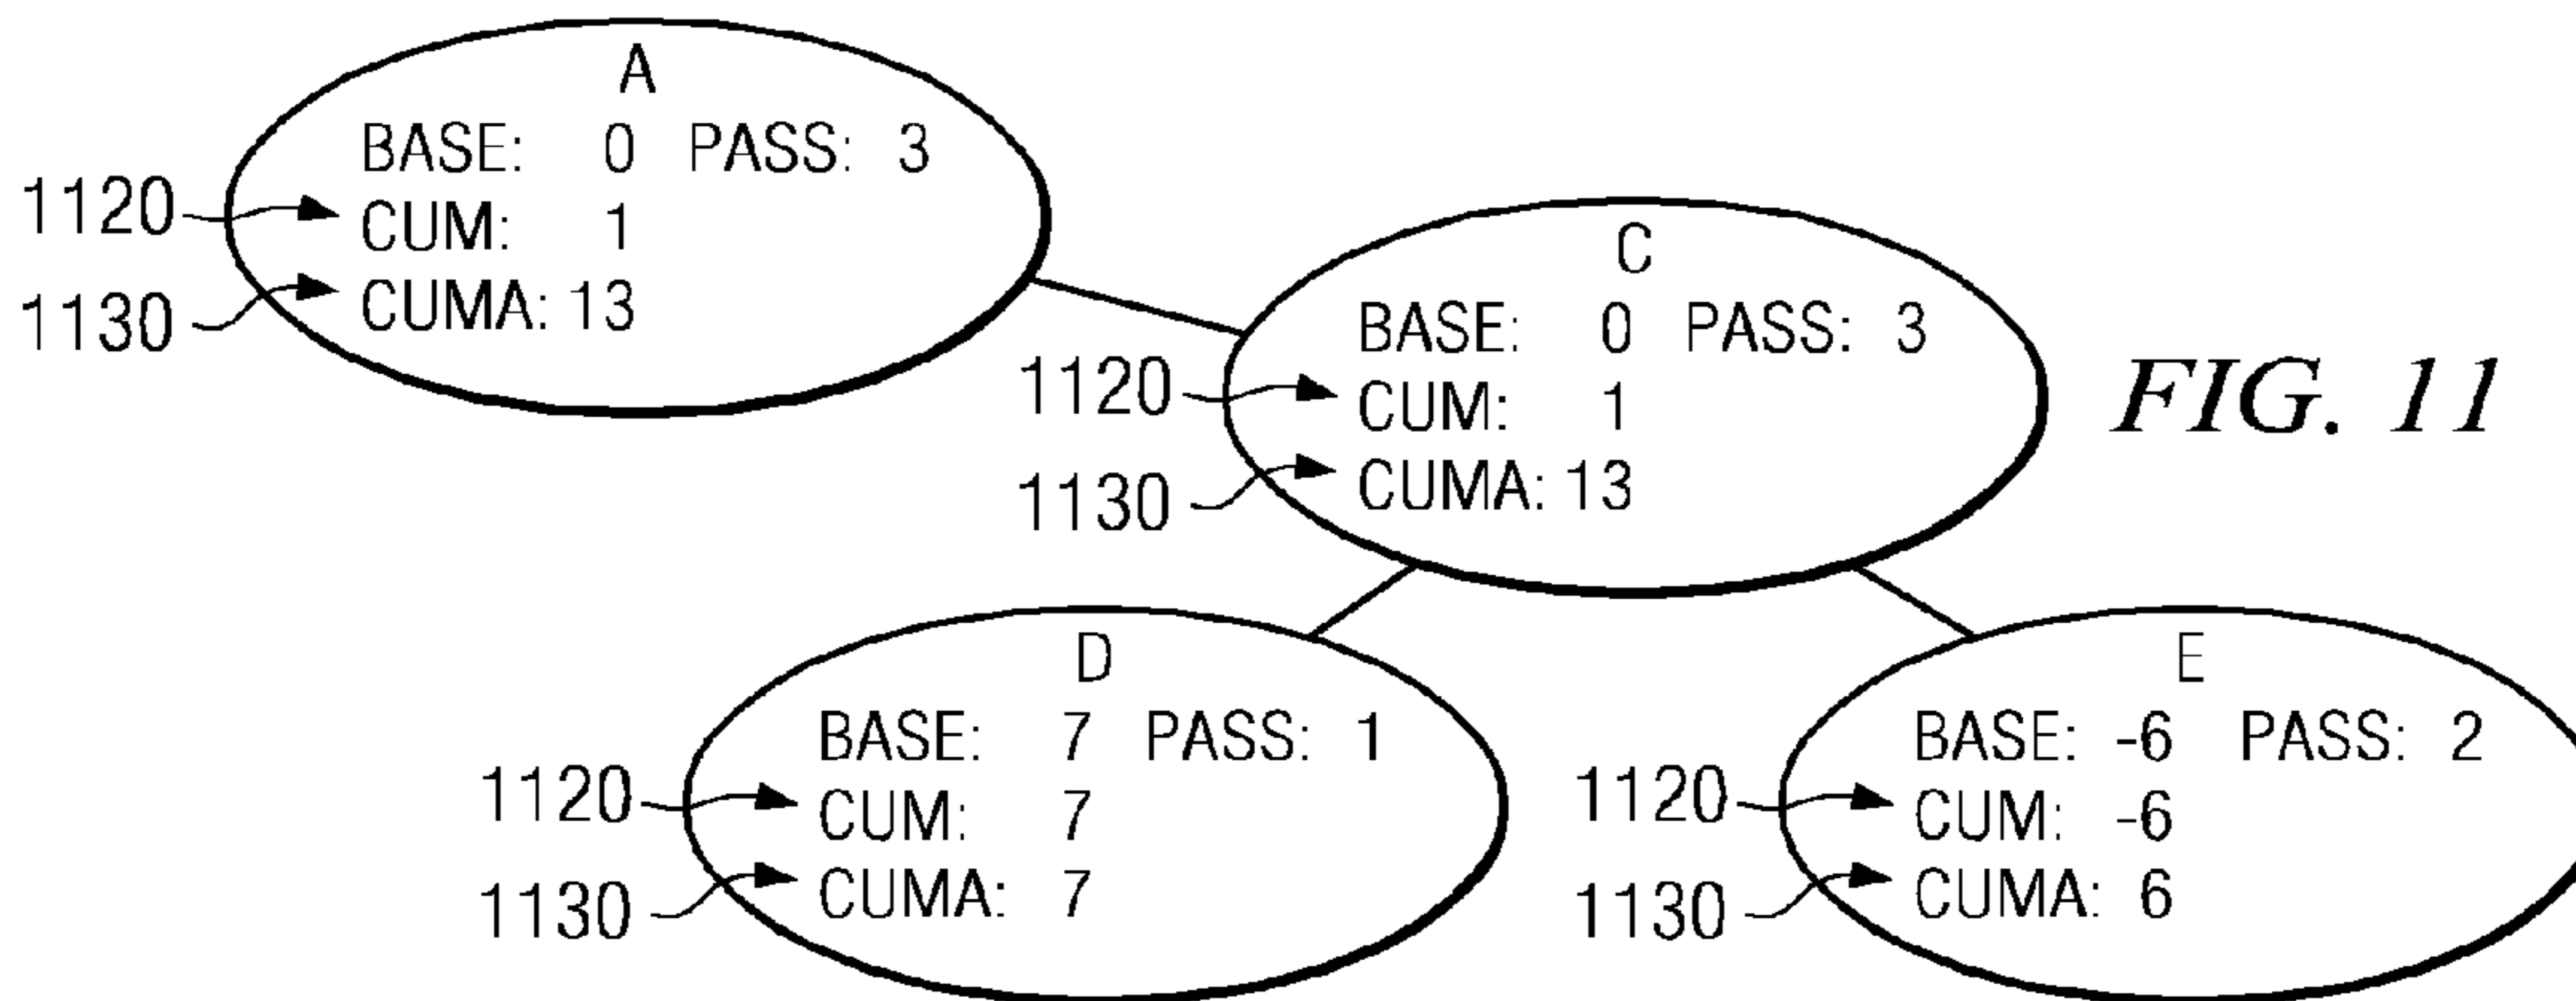 A
BASE: 0 PASS: 3
1120 CUM: 1
1130 CUMA: 13
C
BASE: 0 PASS: 3
1120 CUM: 1
1130 CUMA: 13
FIG. 11
D
BASE: 7 PASS: 1
1120 CUM: 7
1130 CUMA: 7
E
BASE: -6 PASS: 2
1120 CUM: -6
1130 CUMA: 6